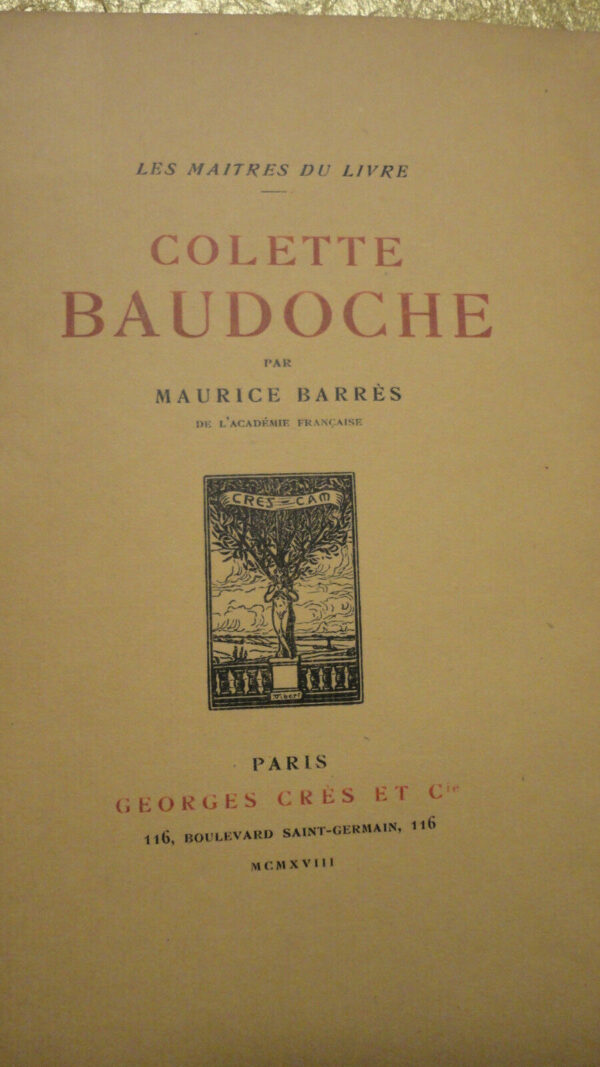 LES MAITRES DU LIVRE
COLETTE
BAUDOCHE
PAR
MAURICE BARRÈS
DE L'ACADÉMIE FRANÇAISE
CRES–CAM
PARIS
GEORGES CRÈS ET Cie
116, BOULEVARD SAINT-GERMAIN, 116
MCMXVIII